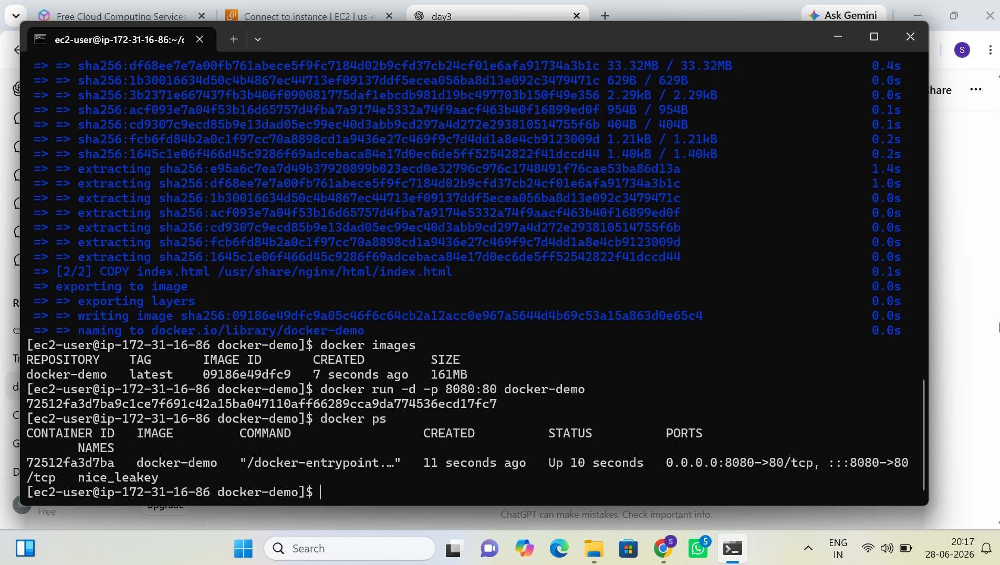 Free Cloud Computing Services
Connect to instance | EC2 | us-e
day3
Ask Gemini
ec2-user@ip-172-31-16-86:~/
S
=> => sha256:df68ee7e7a00fb761abece5f9fc7184d02b9cfd37cb24cf01e6afa91734a3b1c 33.32MB / 33.32MB 0.4s
=> => sha256:1b30016634d50c4b4867ec44713ef09137ddf5ecea056ba8d13e092c3479471c 629B / 629B 0.0s
=> => sha256:3b2371e667437fb3b406f090081775daf1ebcdb981d19bc497703b150f49e356 2.29kB / 2.29kB 0.0s
=> => sha256:acf093e7a04f53b16d65757d4fba7a9174e5332a74f9aacf463b40f16899ed0f 954B / 954B 0.1s
=> => sha256:cd9307c9ecd85b9e13dad05ec99ec40d3abb9cd297a4d272e293810514755f6b 404B / 404B 0.1s
=> => sha256:fcb6fd84b2a0c1f97cc70a8898cd1a9436e27c469f9c7d4dd1a8e4cb9123009d 1.21kB / 1.21kB 0.2s
=> => sha256:1645c1e06f466d45c9286f69adcebaca84e17d0ec6de5ff52542822f41dccd44 1.40kB / 1.40kB 0.2s
=> => extracting sha256:e95a6c7ea7d49b37920899b023ecd0e32796c976c1748491f76cae53ba86d13a 1.4s
=> => extracting sha256:df68ee7e7a00fb761abece5f9fc7184d02b9cfd37cb24cf01e6afa91734a3b1c 1.0s
=> => extracting sha256:1b30016634d50c4b4867ec44713ef09137ddf5ecea056ba8d13e092c3479471c 0.0s
=> => extracting sha256:acf093e7a04f53b16d65757d4fba7a9174e5332a74f9aacf463b40f16899ed0f 0.0s
=> => extracting sha256:cd9307c9ecd85b9e13dad05ec99ec40d3abb9cd297a4d272e293810514755f6b 0.0s
=> => extracting sha256:fcb6fd84b2a0c1f97cc70a8898cd1a9436e27c469f9c7d4dd1a8e4cb9123009d 0.0s
=> => extracting sha256:1645c1e06f466d45c9286f69adcebaca84e17d0ec6de5ff52542822f41dccd44 0.0s
=> [2/2] COPY index.html /usr/share/nginx/html/index.html 0.1s
=> exporting to image 0.0s
=> => exporting layers 0.0s
=> => writing image sha256:09186e49dfc9a05c46f6c64cb2a12acc0e967a5644d4b69c53a15a863d0e65c4 0.0s
=> => naming to docker.io/library/docker-demo 0.0s
[ec2-user@ip-172-31-16-86 docker-demo]$ docker images
REPOSITORY TAG IMAGE ID CREATED SIZE
docker-demo latest 09186e49dfc9 7 seconds ago 161MB
[ec2-user@ip-172-31-16-86 docker-demo]$ docker run -d -p 8080:80 docker-demo
72512fa3d7ba9c1ce7f691c42a15ba047110aff66289cca9da774536ecd17fc7
[ec2-user@ip-172-31-16-86 docker-demo]$ docker ps
CONTAINER ID IMAGE COMMAND CREATED STATUS PORTS
NAMES
72512fa3d7ba docker-demo "/docker-entrypoint.…" 11 seconds ago Up 10 seconds 0.0.0.0:8080->80/tcp, :::8080->80
/tcp nice_leakey
[ec2-user@ip-172-31-16-86 docker-demo]$
hare
Upgrade
Free
ChatGPT can make mistakes. Check important info.
Search
S
5
ENG
IN
20:17
28-06-2026